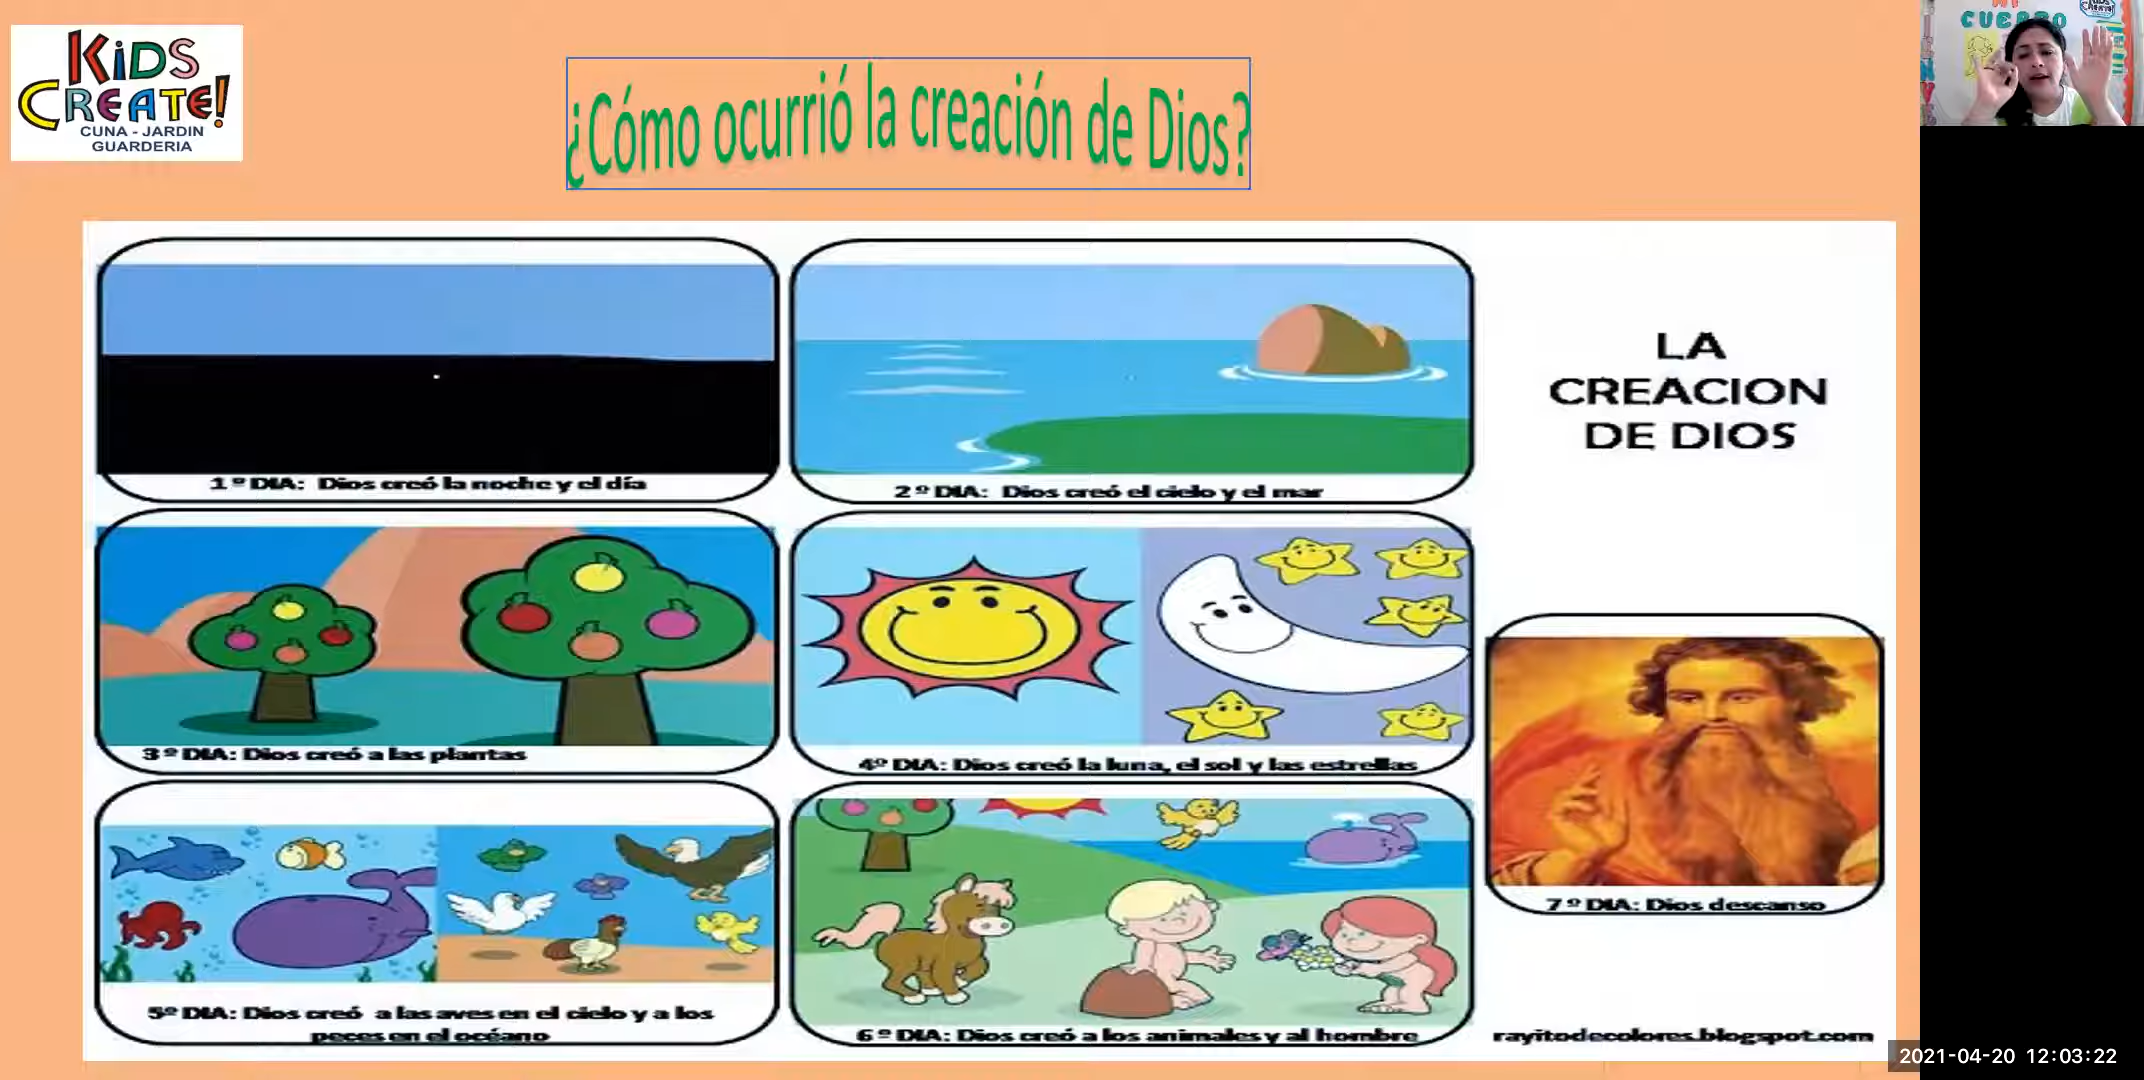 KiDS
CREATE!
CUNA - JARDIN
GUARDERIA
¿Cómo ocurrió la creación de Dios?
CUERPO
1º DIA: Dios creó la noche y el día
2º DIA: Dios creó el cielo y el mar
LA
CREACION
DE DIOS
3º DIA: Dios creó a las plantas
4º DIA: Dios creó la luna, el sol y las estrellas
5º DIA: Dios creó a las aves en el cielo y a los
peces en el océano
6º DIA: Dios creó a los animales y al hombre
7º DIA: Dios descanso
rayitodecolores.blogspot.com
2021-04-20 12:03:22